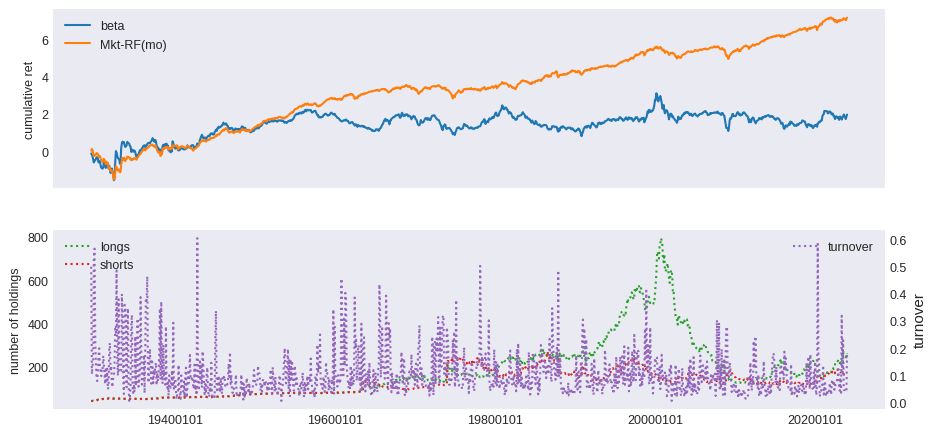 beta
Mkt-RF(mo)
cumulative ret
6
4
2
0
longs
shorts
turnover
number of holdings
800
600
400
200
turnover
0.6
0.5
0.4
0.3
0.2
0.1
0.0
19400101
19600101
19800101
20000101
20200101